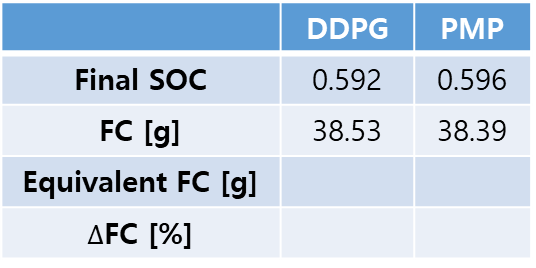 DDPG PMP
Final SOC 0.592 0.596
FC [g] 38.53 38.39
Equivalent FC [g]
ΔFC [%]